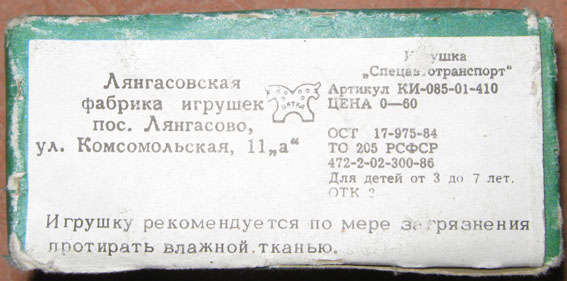 Лянгасовская
фабрика игрушек
пос. Лянгасово,
ул. Комсомольская, 11„а“
ВЯТКА
Игрушка
„Спецавтотранспорт“
Артикул КИ-085-01-410
ЦЕНА 0—60
ОСТ 17-975-84
ТО 205 РСФСР
472-2-02-300-86
Для детей от 3 до 7 лет.
ОТК 2
Игрушку рекомендуется по мере загрязнения
протирать влажной тканью.